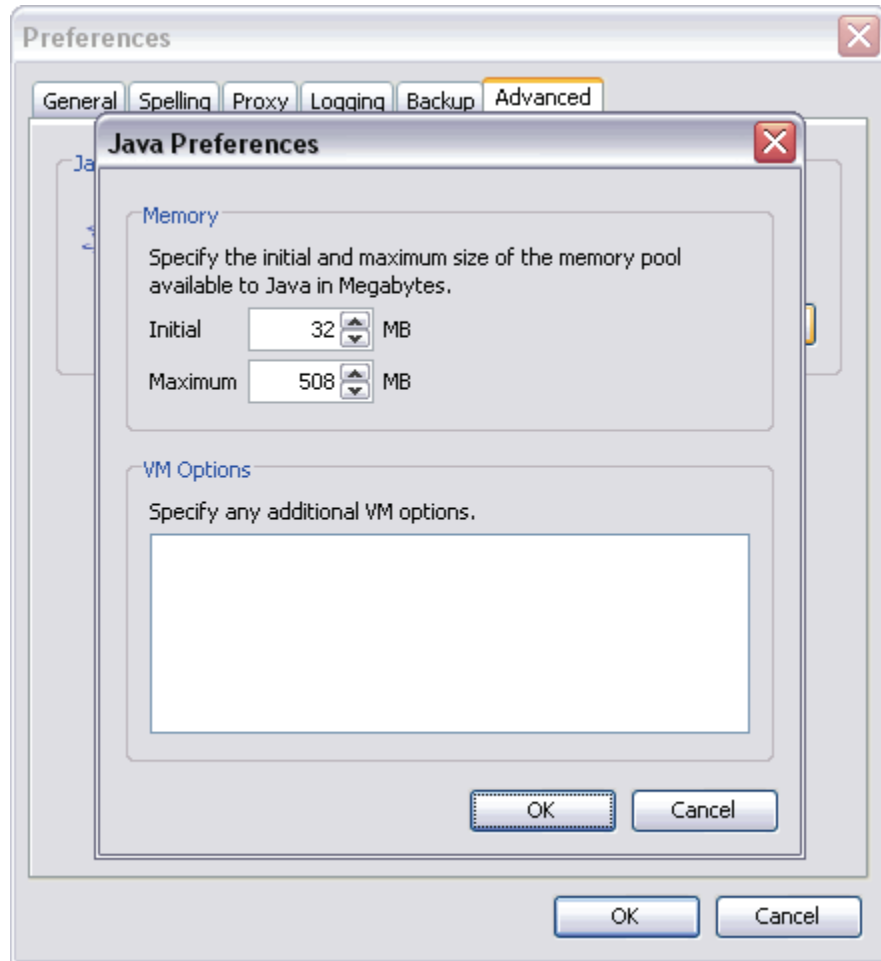 Preferences
General Spelling Proxy Logging Backup Advanced
Java Preferences
Ja
Memory
Specify the initial and maximum size of the memory pool
available to Java in Megabytes.
Initial 32 MB
Maximum 508 MB
VM Options
Specify any additional VM options.
OK Cancel
OK Cancel